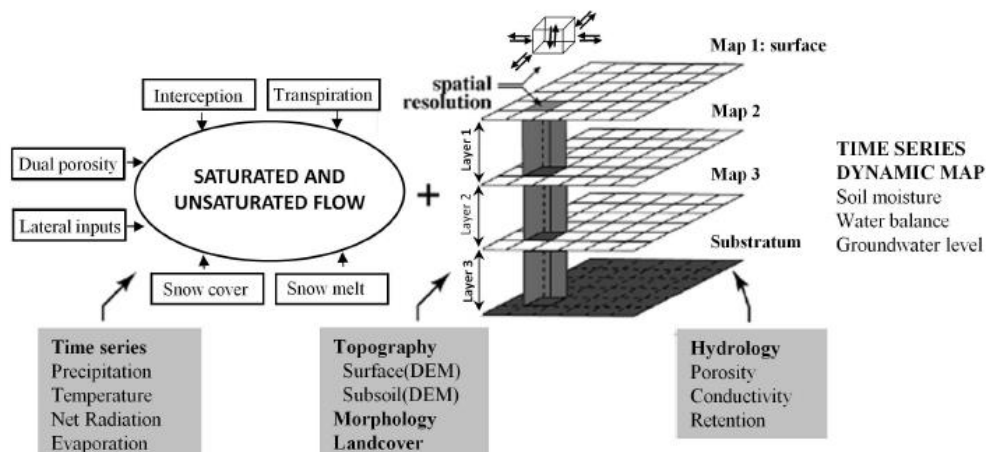 Interception
Transpiration
Dual porosity
Lateral inputs
SATURATED AND
UNSATURATED FLOW
Snow cover
Snow melt
+
spatial
resolution
Map 1: surface
Map 2
Map 3
Substratum
Layer 1
Layer 2
Layer 3
TIME SERIES
DYNAMIC MAP
Soil moisture
Water balance
Groundwater level
Time series
Precipitation
Temperature
Net Radiation
Evaporation
Topography
Surface(DEM)
Subsoil(DEM)
Morphology
Landcover
Hydrology
Porosity
Conductivity
Retention